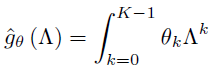 ĝ_θ (Λ) = ∫_{k=0}^{K−1} θ_k Λ^k